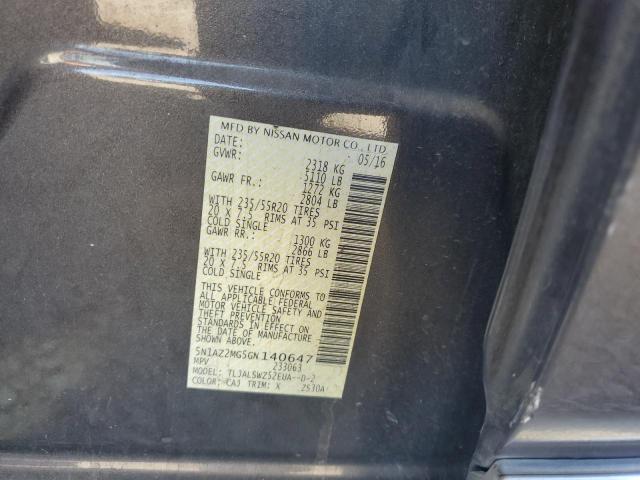 MFD BY NISSAN MOTOR CO., LTD
DATE: 05/16
GVWR: 2318 KG
5110 LB
GAWR FR.: 1272 KG
2804 LB
WITH 235/55R20 TIRES
20 X 7.5 RIMS AT 35 PSI
COLD SINGLE
GAWR RR.: 1300 KG
2866 LB
WITH 235/55R20 TIRES
20 X 7.5 RIMS AT 35 PSI
COLD SINGLE
THIS VEHICLE CONFORMS TO
ALL APPLICABLE FEDERAL
MOTOR VEHICLE SAFETY AND
THEFT PREVENTION
STANDARDS IN EFFECT ON
THE DATE OF MANUFACTURE
SHOWN ABOVE.
5N1AZ2MG5GN140647
MPV 233063
MODEL: TLJALSWZ52EUA--D-2
COLOR: CAJ TRIM: X